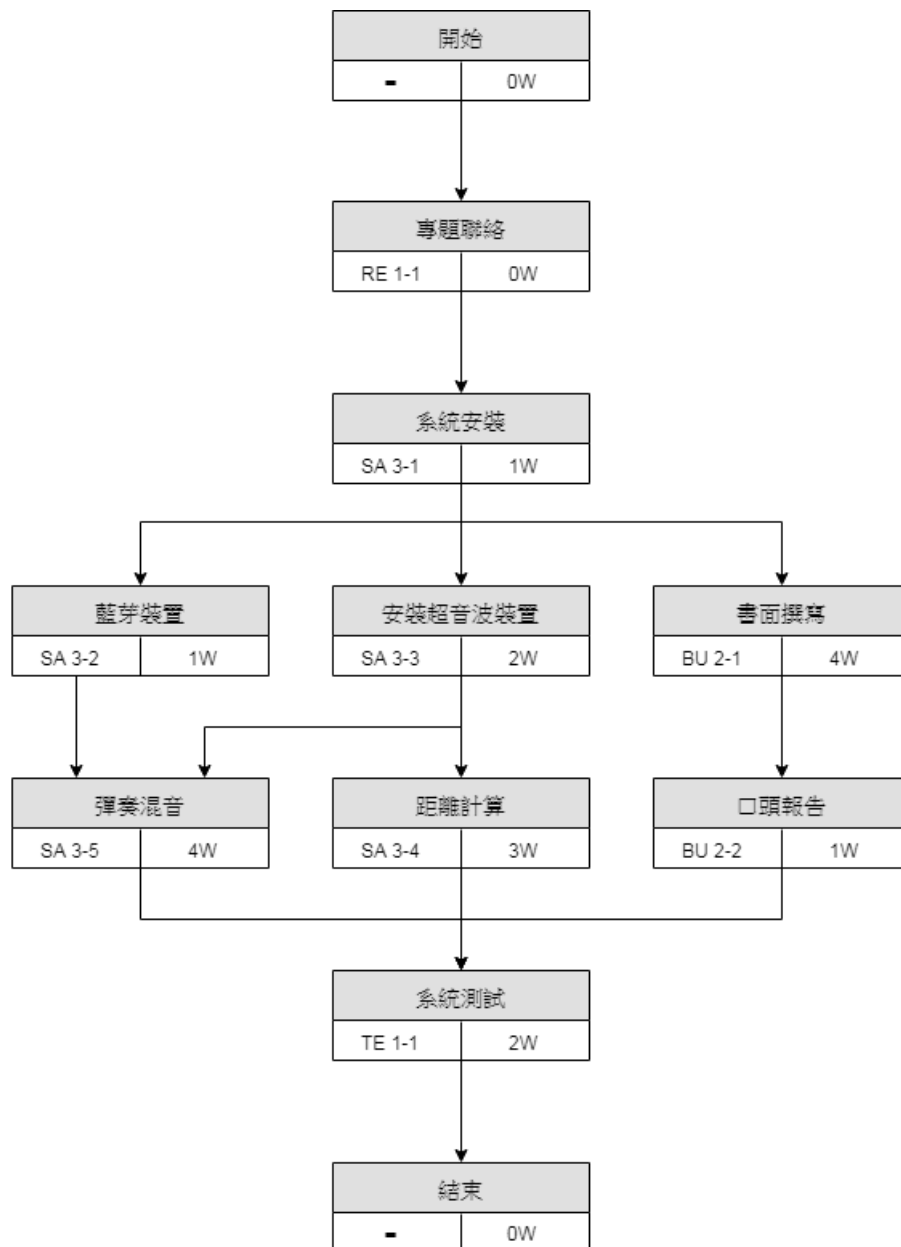 開始
- 0W
專題聯絡
RE 1-1 0W
系統安裝
SA 3-1 1W
藍芽裝置 安裝超音波裝置 書面撰寫
SA 3-2 1W SA 3-3 2W BU 2-1 4W
彈奏混音 距離計算 口頭報告
SA 3-5 4W SA 3-4 3W BU 2-2 1W
系統測試
TE 1-1 2W
結束
- 0W